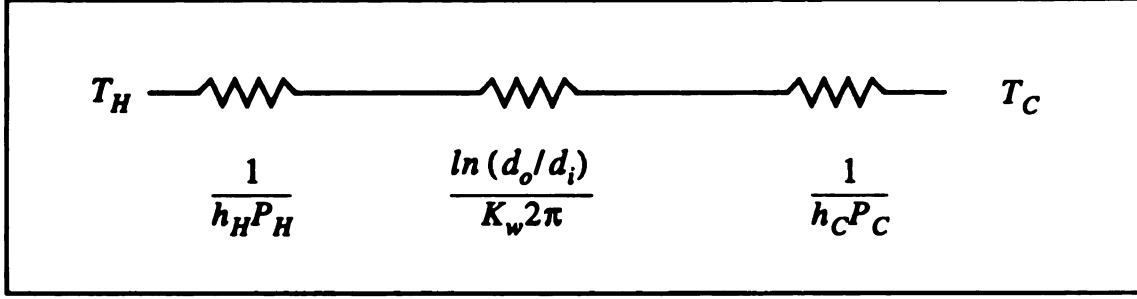 T_H T_C
1 ln (d_o/d_i) 1
h_H P_H K_w 2π h_C P_C